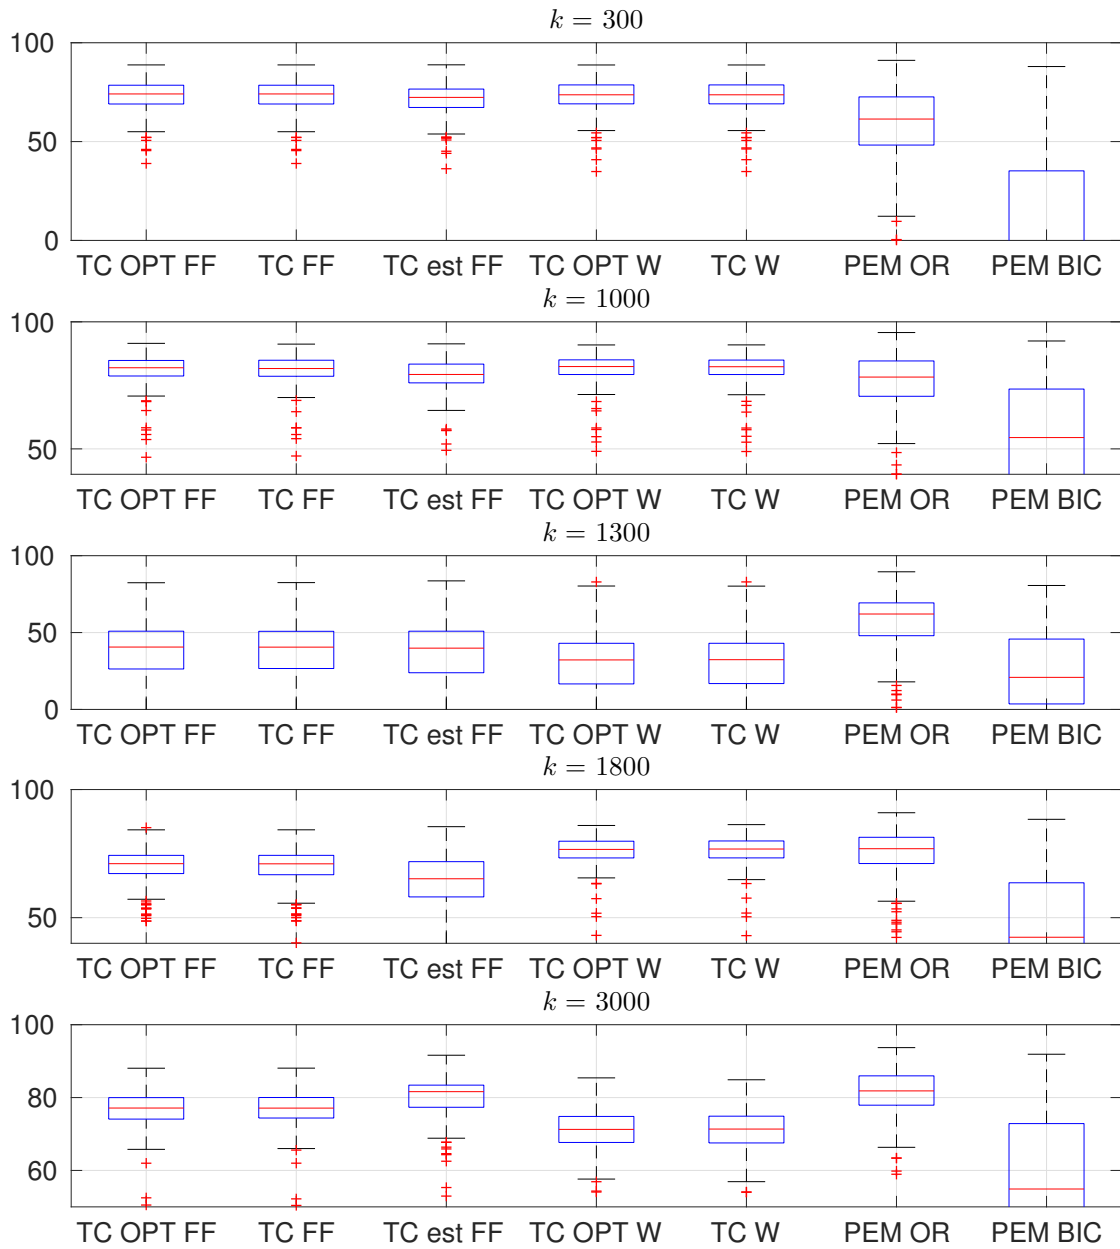 k = 300
100
50
0
TC OPT FF TC FF TC est FF TC OPT W TC W PEM OR PEM BIC
k = 1000
100
50
TC OPT FF TC FF TC est FF TC OPT W TC W PEM OR PEM BIC
k = 1300
100
50
0
TC OPT FF TC FF TC est FF TC OPT W TC W PEM OR PEM BIC
k = 1800
100
50
TC OPT FF TC FF TC est FF TC OPT W TC W PEM OR PEM BIC
k = 3000
100
80
60
TC OPT FF TC FF TC est FF TC OPT W TC W PEM OR PEM BIC